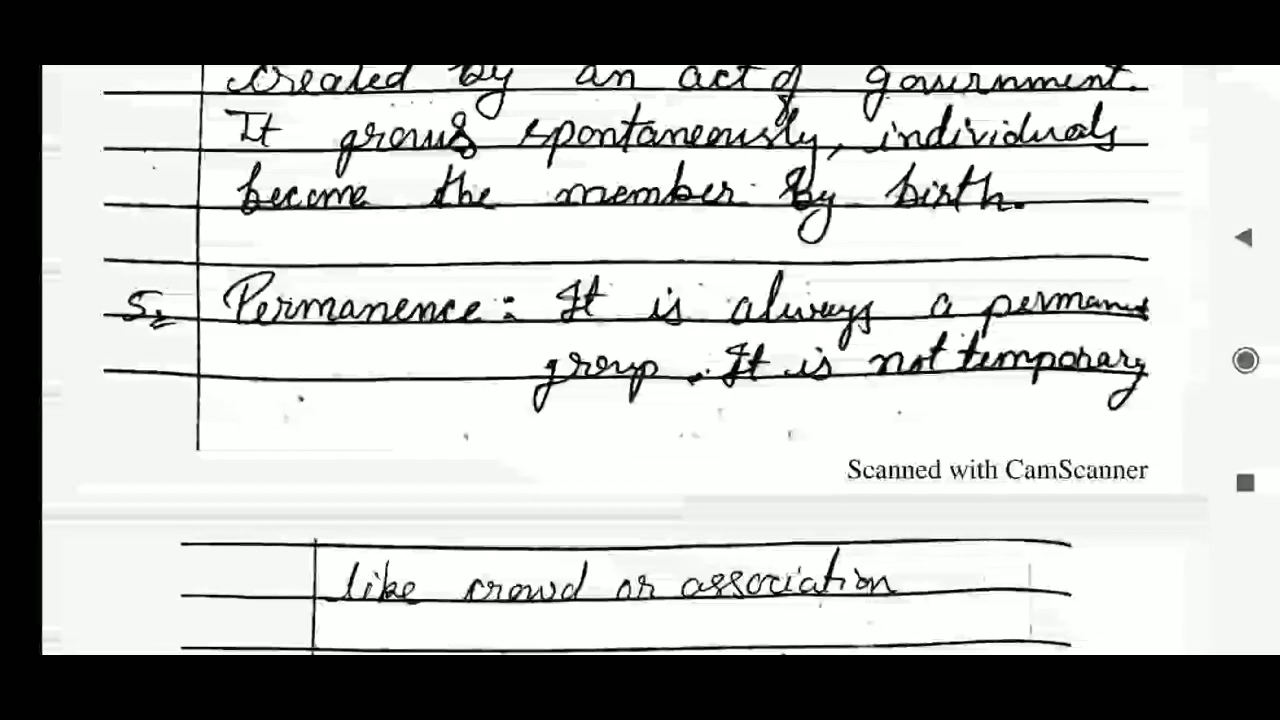 created by an act of government.
It grows spontaneously, individuals
become the member by birth.
5. Permanence : It is always a permanent
group. It is not temporary
Scanned with CamScanner
like crowd or association